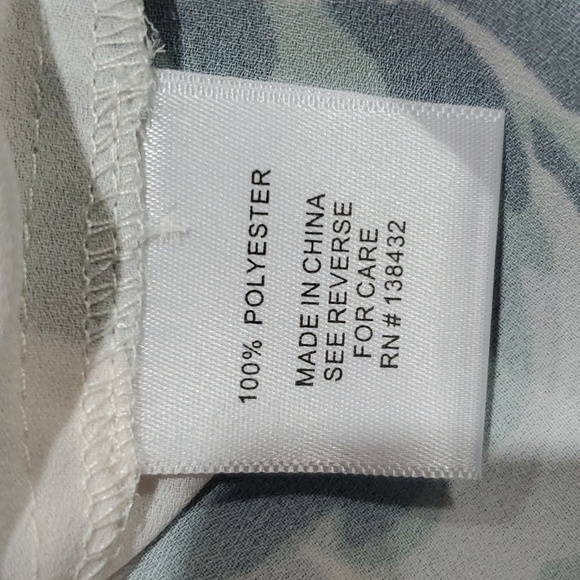 100% POLYESTER
MADE IN CHINA
SEE REVERSE
FOR CARE
RN# 138432